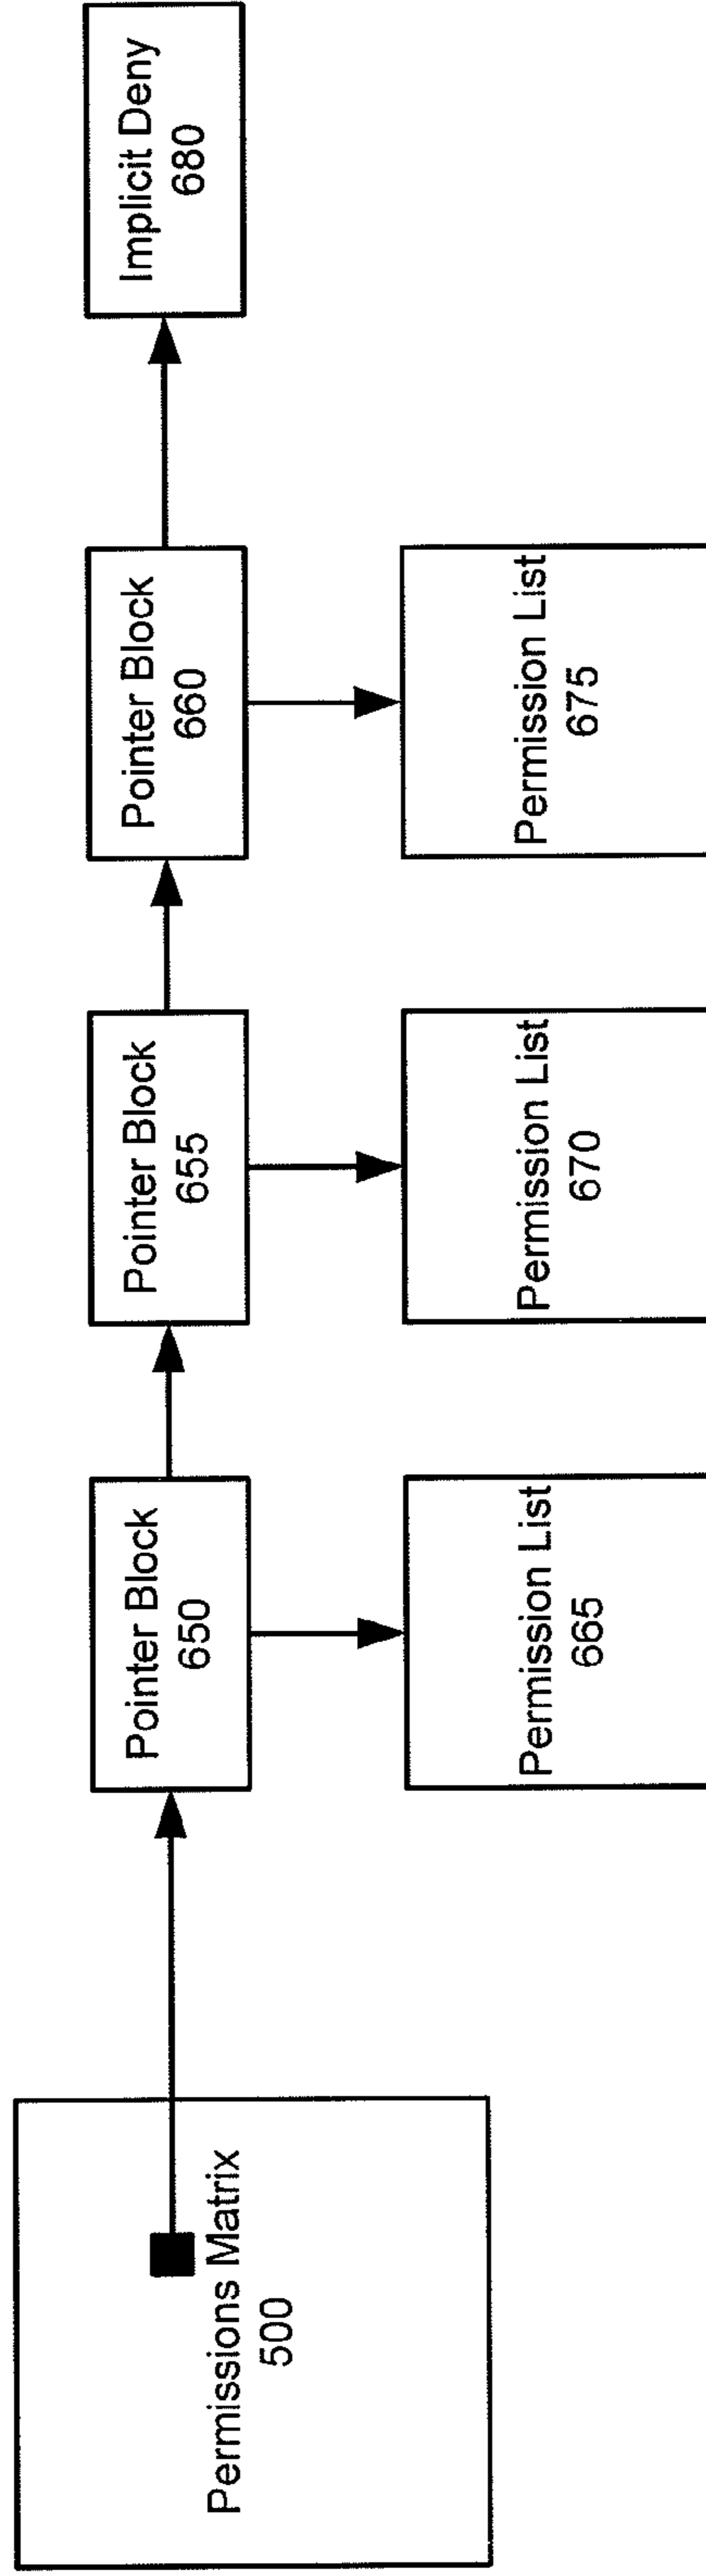 Permissions Matrix
500
Pointer Block
650
Permission List
665
Pointer Block
655
Permission List
670
Pointer Block
660
Permission List
675
Implicit Deny
680